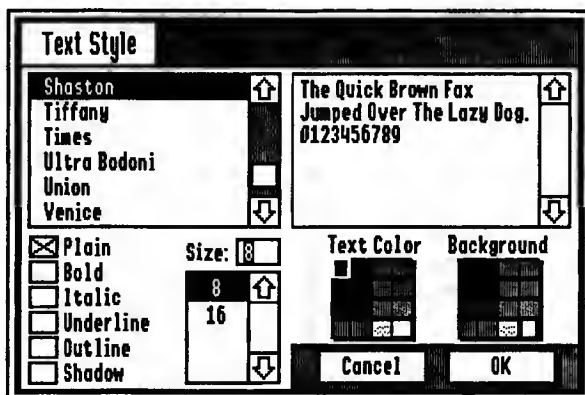 Text Style
Shaston
Tiffany
Times
Ultra Bodoni
Union
Venice
The Quick Brown Fox
Jumped Over The Lazy Dog.
0123456789
Plain
Bold
Italic
Underline
Outline
Shadow
Size: 8
8
16
Text Color
Background
Cancel
OK